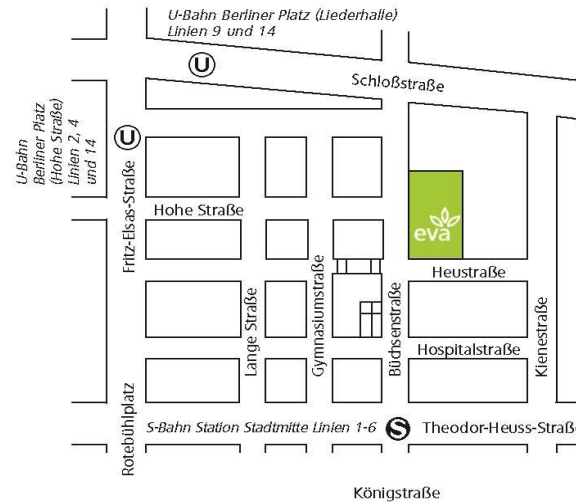 U-Bahn Berliner Platz (Liederhalle)
Linien 9 und 14
U
Schloßstraße
U-Bahn
Berliner Platz
(Hohe Straße)
Linien 2, 4
und 14
U
Fritz-Elsas-Straße
Hohe Straße
eva
Heustraße
Lange Straße
Gymnasiumstraße
Büchsenstraße
Kienestraße
Hospitalstraße
Rotebühlplatz
S-Bahn Station Stadtmitte Linien 1-6
S
Theodor-Heuss-Straße
Königstraße